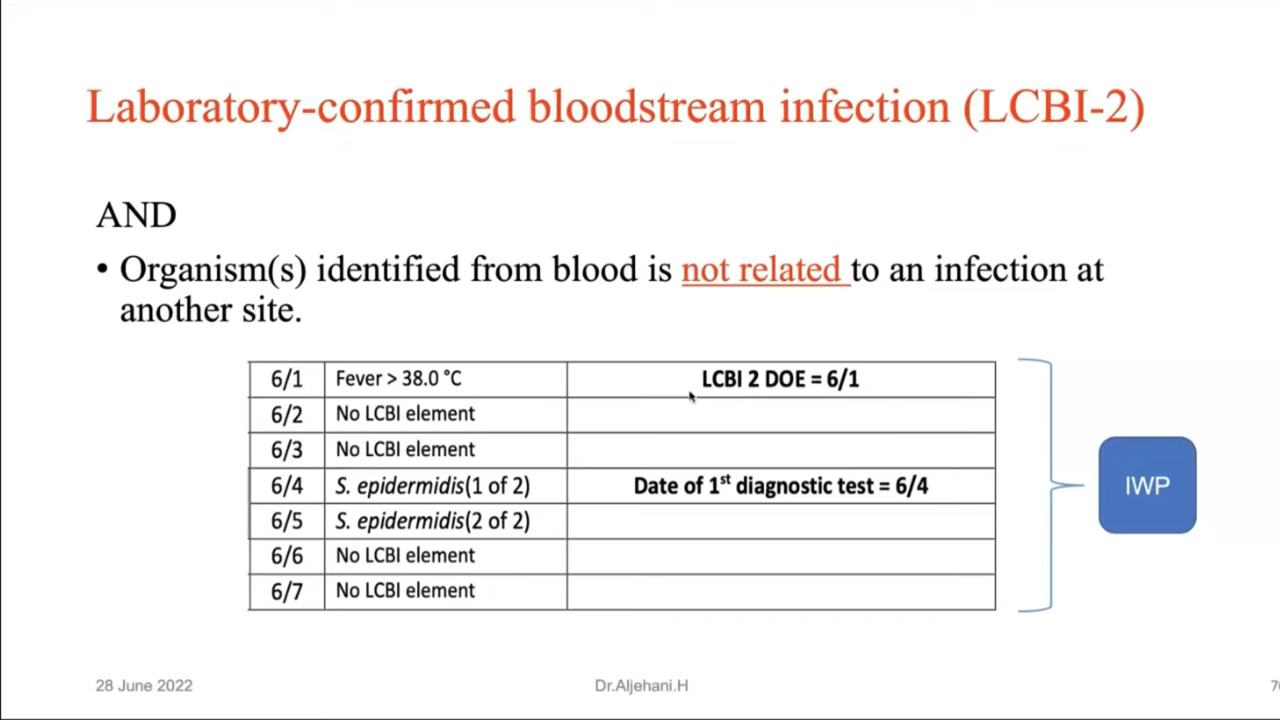 Laboratory-confirmed bloodstream infection (LCBI-2)
AND
• Organism(s) identified from blood is not related to an infection at
another site.
6/1 Fever > 38.0 °C LCBI 2 DOE = 6/1
6/2 No LCBI element
6/3 No LCBI element
6/4 S. epidermidis(1 of 2) Date of 1st diagnostic test = 6/4
6/5 S. epidermidis(2 of 2)
6/6 No LCBI element
6/7 No LCBI element
IWP
28 June 2022 Dr.Aljehani.H